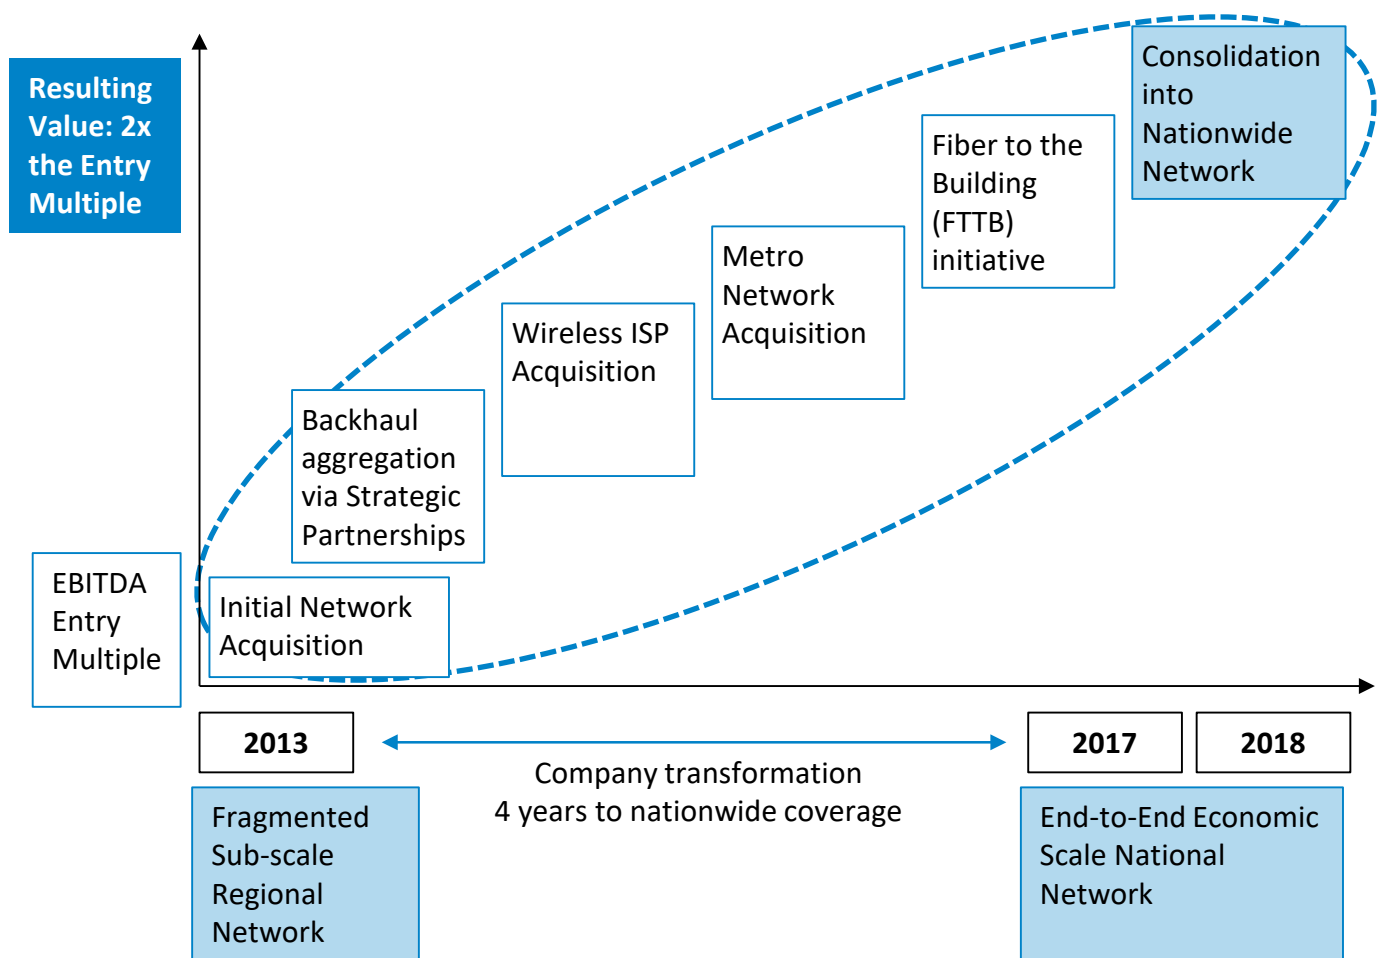 Resulting
Value: 2x
the Entry
Multiple
Consolidation
into
Nationwide
Network
Fiber to the
Building
(FTTB)
initiative
Metro
Network
Acquisition
Wireless ISP
Acquisition
Backhaul
aggregation
via Strategic
Partnerships
EBITDA
Entry
Multiple
Initial Network
Acquisition
2013
Company transformation
4 years to nationwide coverage
2017
2018
Fragmented
Sub-scale
Regional
Network
End-to-End Economic
Scale National
Network